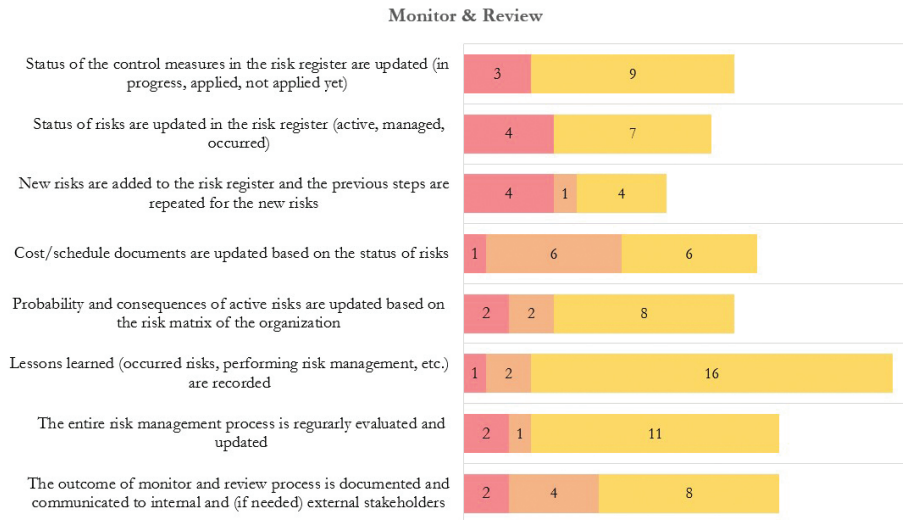 Monitor & Review
Status of the control measures in the risk register are updated (in
progress, applied, not applied yet)
3 9
Status of risks are updated in the risk register (active, managed,
occurred)
4 7
New risks are added to the risk register and the previous steps are
repeated for the new risks
4 1 4
Cost/schedule documents are updated based on the status of risks
1 6 6
Probability and consequences of active risks are updated based on
the risk matrix of the organization
2 2 8
Lessons learned (occurred risks, performing risk management, etc.)
are recorded
1 2 16
The entire risk management process is regurarly evaluated and
updated
2 1 11
The outcome of monitor and review process is documented and
communicated to internal and (if needed) external stakeholders
2 4 8